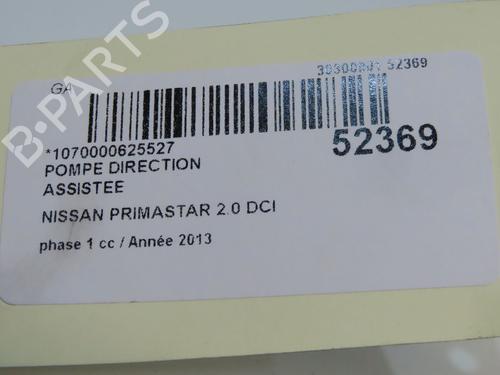 GA
52369
*1070000625527
52369
POMPE DIRECTION
ASSISTEE
NISSAN PRIMASTAR 2.0 DCI
phase 1 cc / Année 2013
B-PARTS